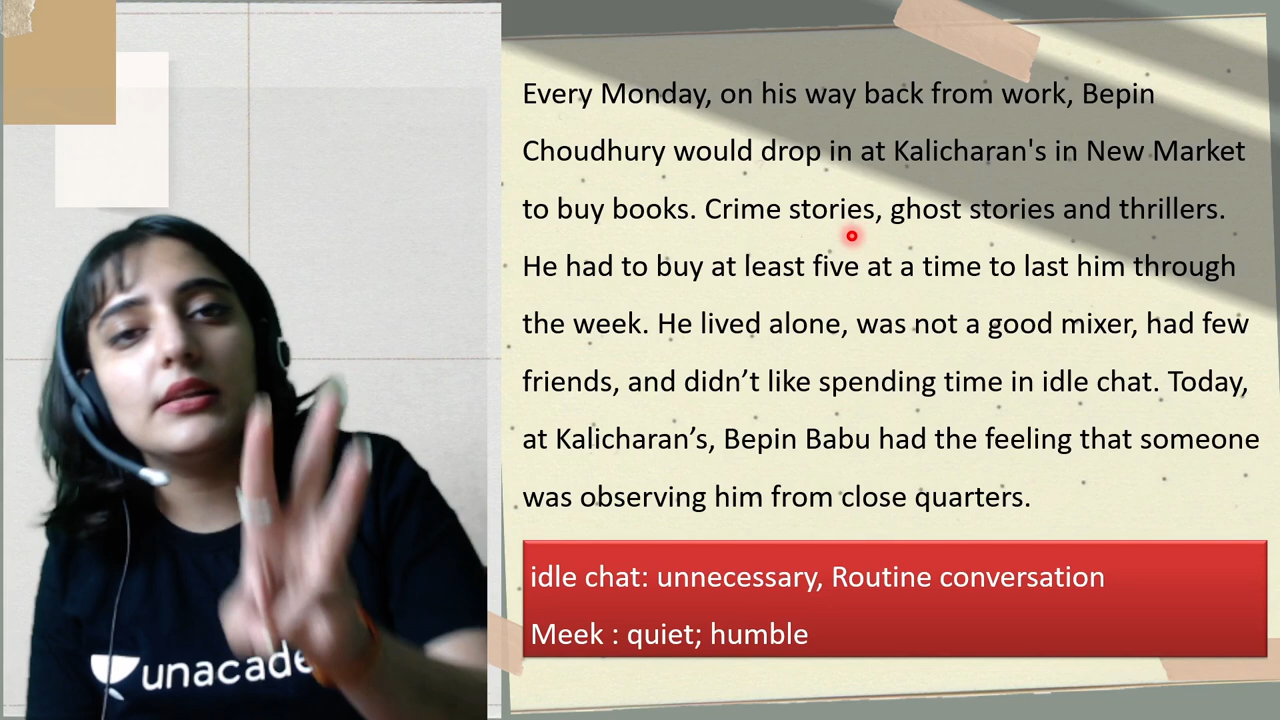 Every Monday, on his way back from work, Bepin
Choudhury would drop in at Kalicharan's in New Market
to buy books. Crime stories, ghost stories and thrillers.
He had to buy at least five at a time to last him through
the week. He lived alone, was not a good mixer, had few
friends, and didn’t like spending time in idle chat. Today,
at Kalicharan’s, Bepin Babu had the feeling that someone
was observing him from close quarters.
idle chat: unnecessary, Routine conversation
Meek : quiet; humble
unacade